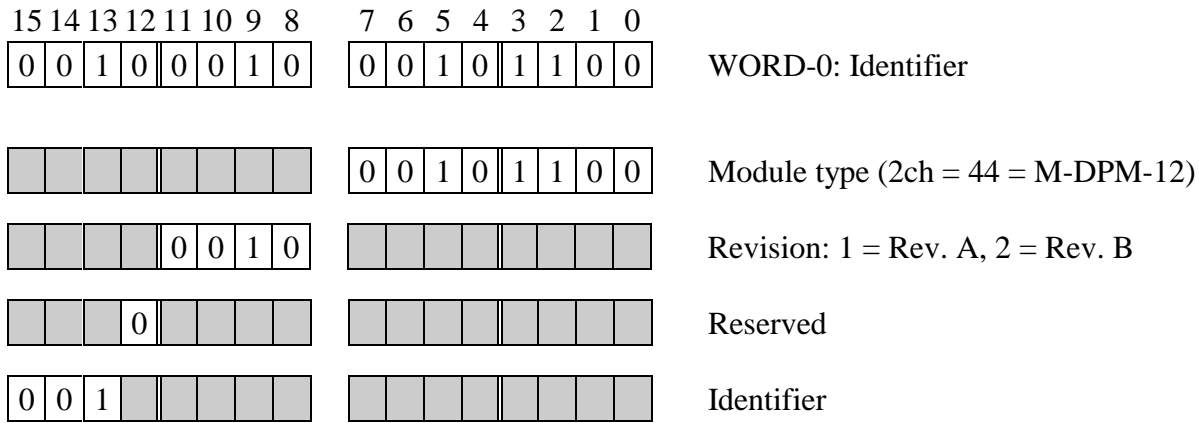 15 14 13 12 11 10 9 8 7 6 5 4 3 2 1 0
0 0 1 0 0 0 1 0 0 0 1 0 1 1 0 0 WORD-0: Identifier
0 0 1 0 1 1 0 0 Module type (2ch = 44 = M-DPM-12)
0 0 1 0 Revision: 1 = Rev. A, 2 = Rev. B
0 Reserved
0 0 1 Identifier